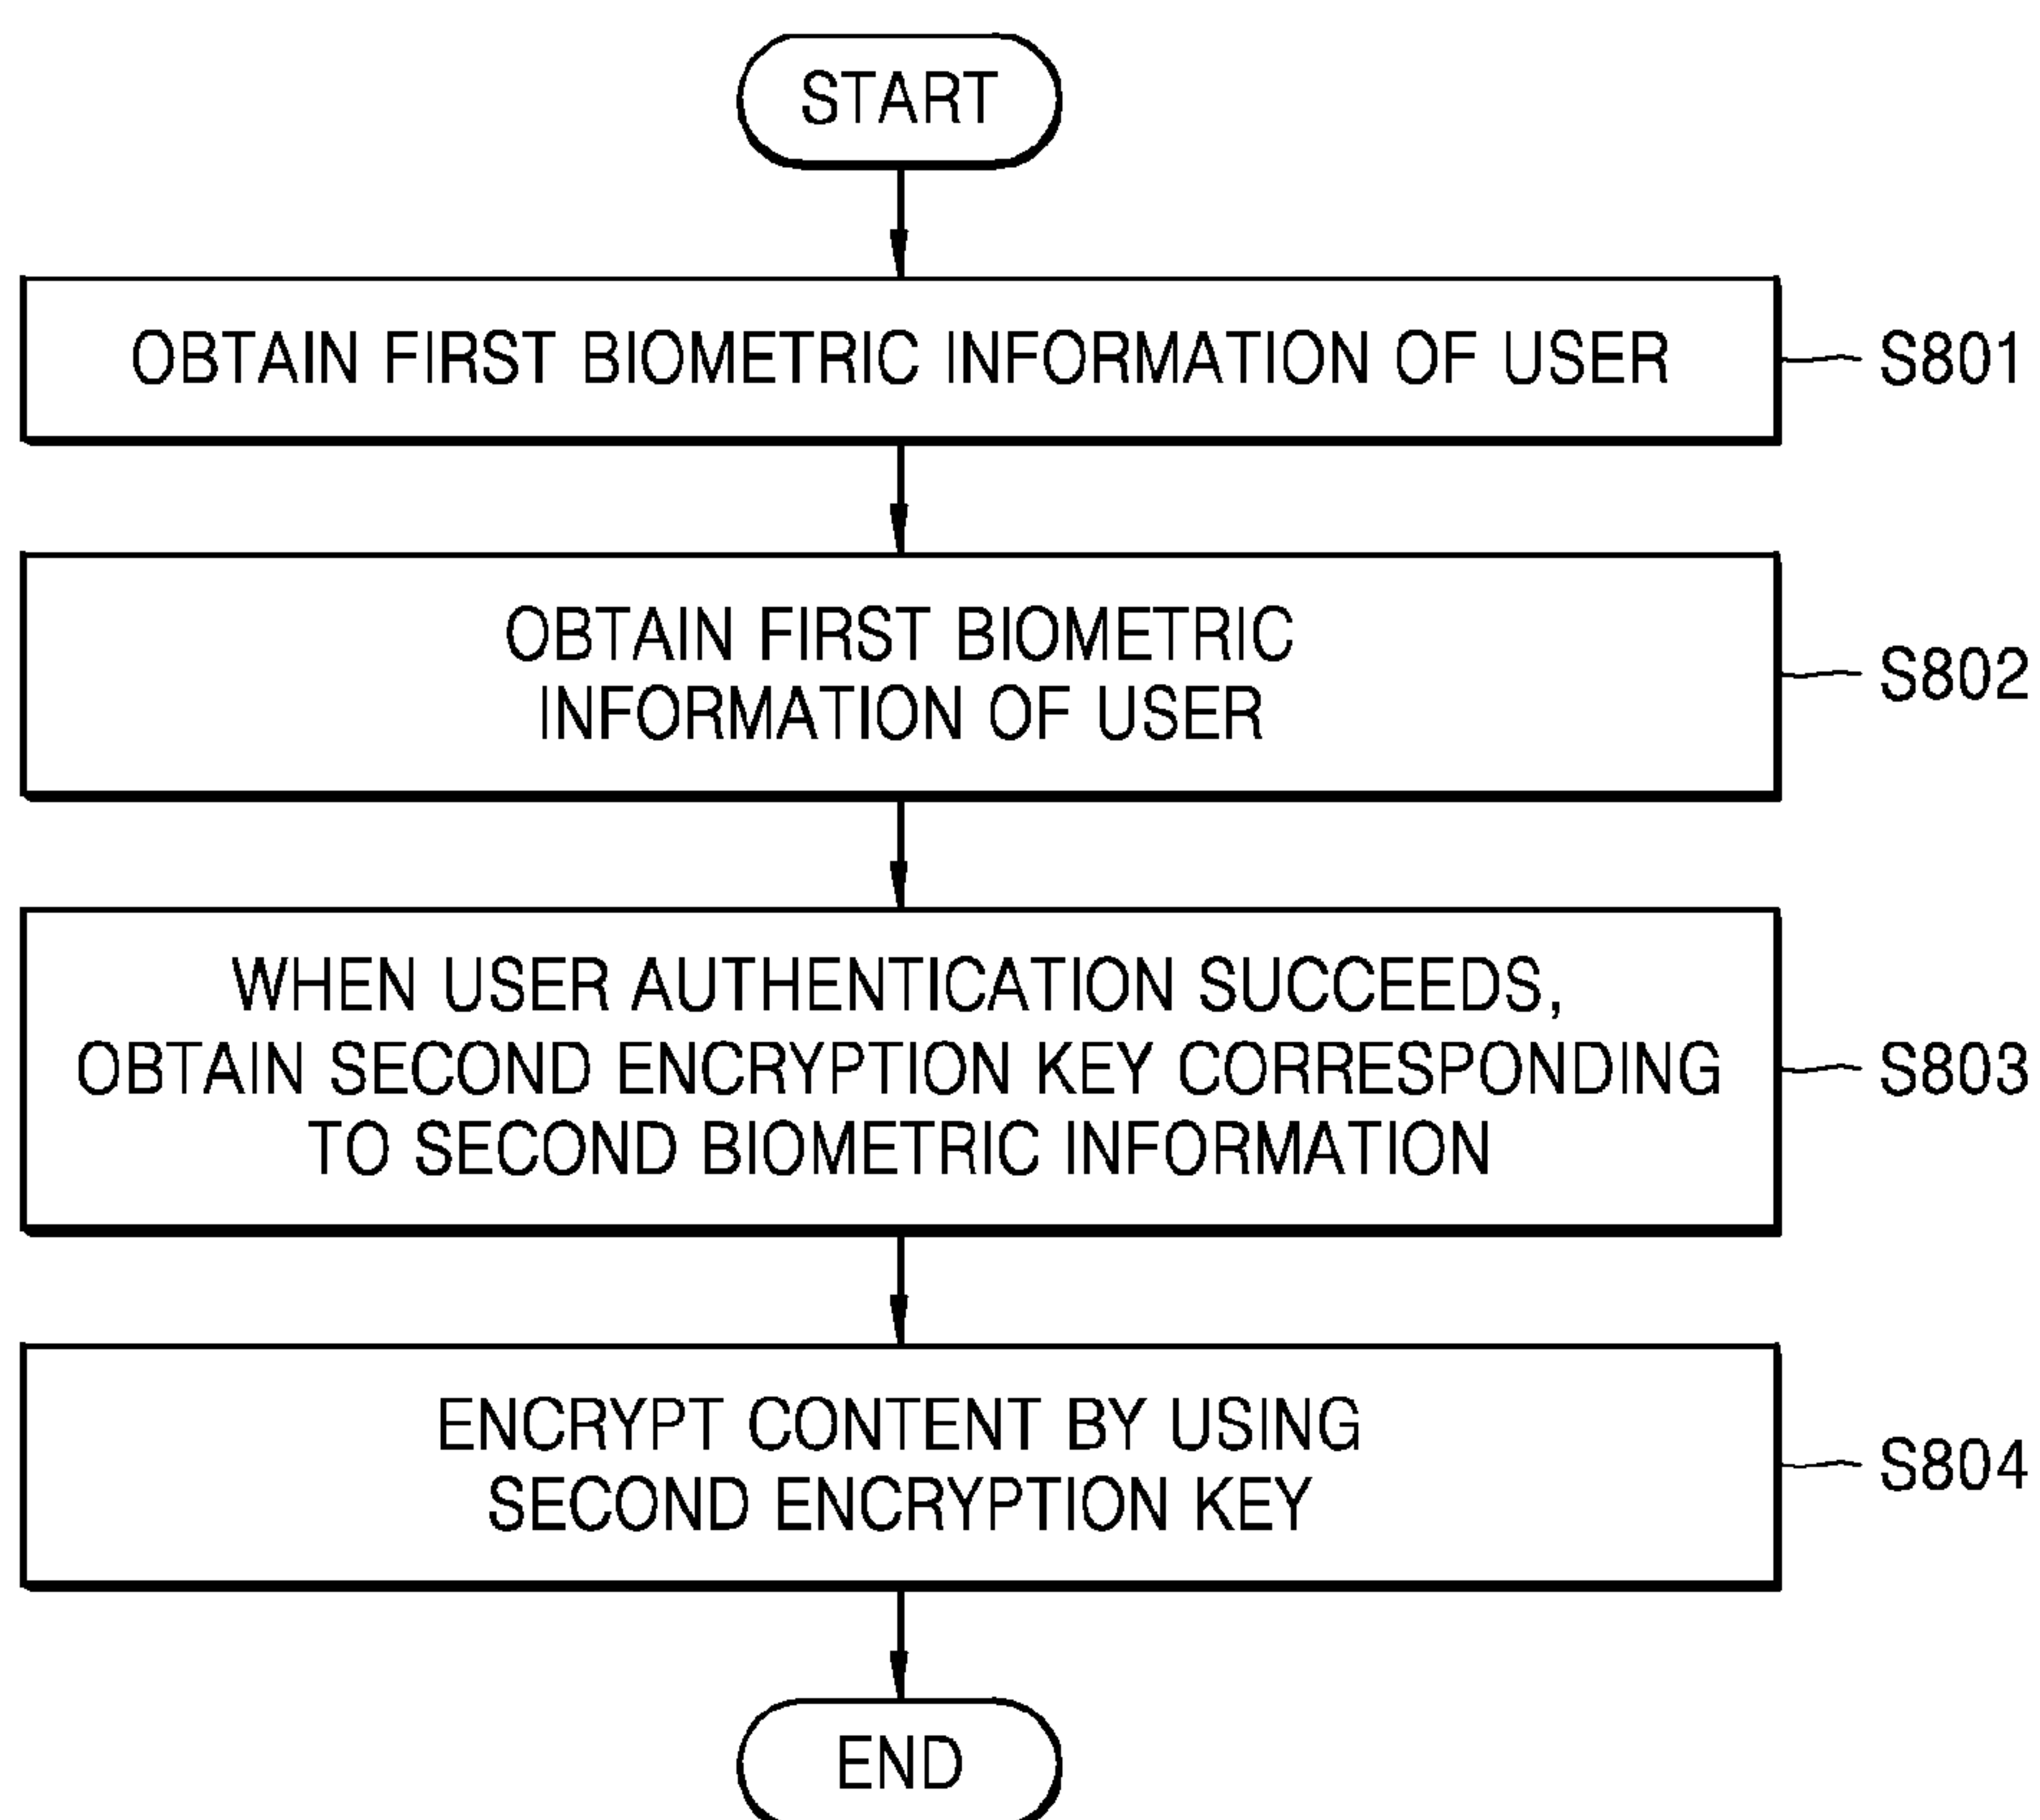 START
OBTAIN FIRST BIOMETRIC INFORMATION OF USER
S801
OBTAIN FIRST BIOMETRIC
INFORMATION OF USER
S802
WHEN USER AUTHENTICATION SUCCEEDS,
OBTAIN SECOND ENCRYPTION KEY CORRESPONDING
TO SECOND BIOMETRIC INFORMATION
S803
ENCRYPT CONTENT BY USING
SECOND ENCRYPTION KEY
S804
END